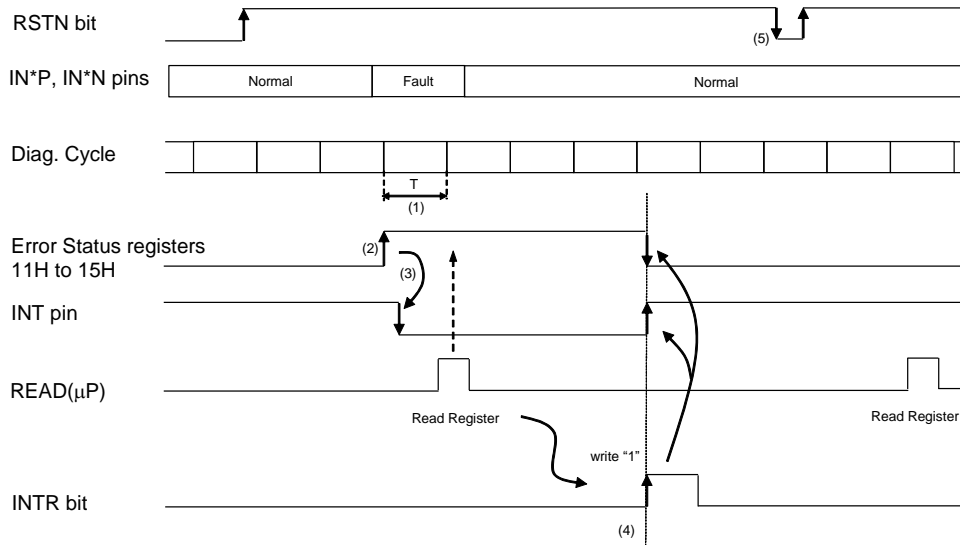 RSTN bit
(5)
IN*P, IN*N pins
Normal
Fault
Normal
Diag. Cycle
T
(1)
Error Status registers
11H to 15H
(2)
(3)
INT pin
READ(μP)
Read Register
Read Register
write “1”
INTR bit
(4)